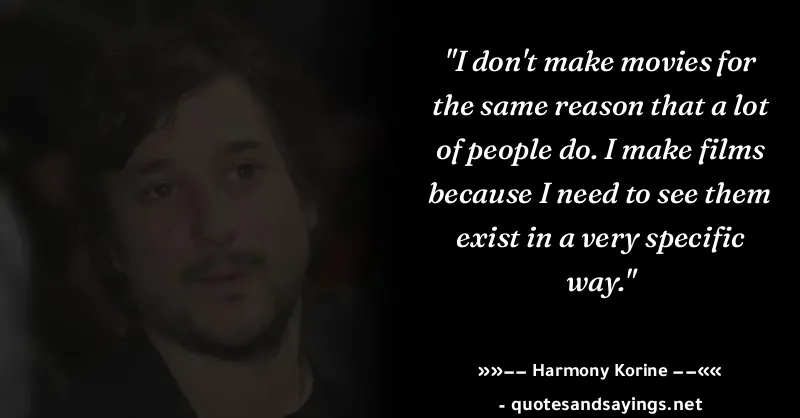 "I don't make movies for
the same reason that a lot
of people do. I make films
because I need to see them
exist in a very specific
way."
»»−− Harmony Korine −−««
- quotesandsayings.net